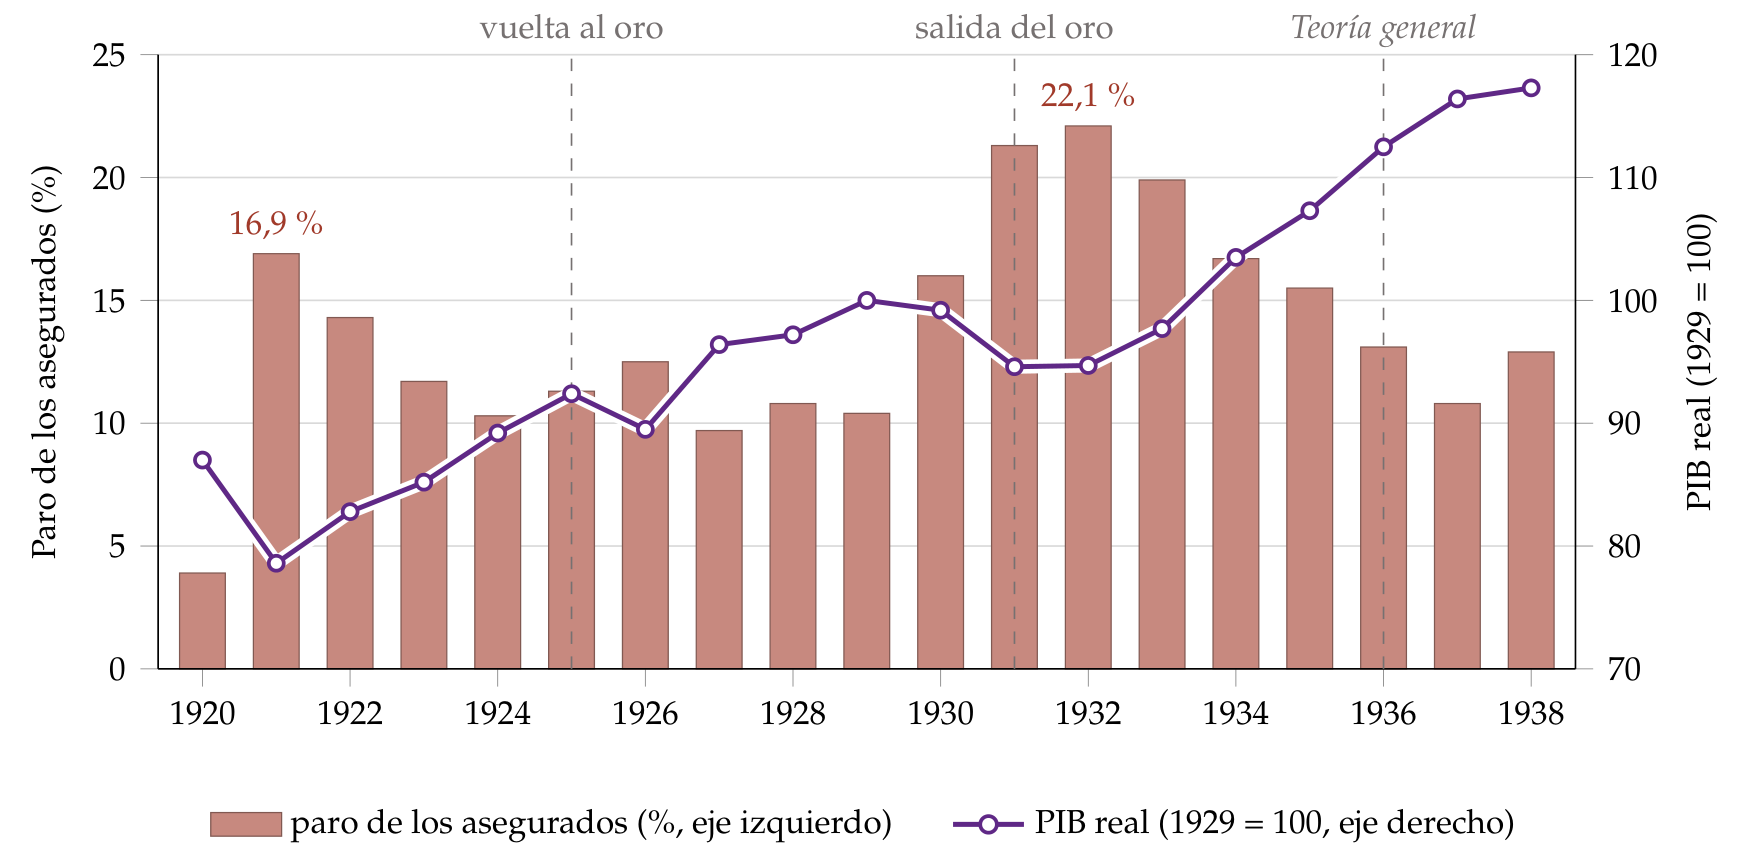 vuelta al oro salida del oro Teoría general
25 120
22,1 %
20 110
16,9 %
15 100
10 90
5 80
0 70
Paro de los asegurados (%)
PIB real (1929 = 100)
1920 1922 1924 1926 1928 1930 1932 1934 1936 1938
paro de los asegurados (%, eje izquierdo) PIB real (1929 = 100, eje derecho)